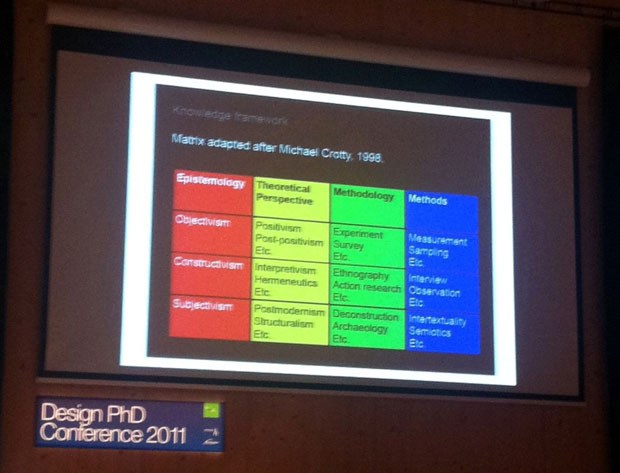 Knowledge framework
Matrix adapted after Michael Crotty, 1998.
Epistemology
Theoretical
Perspective
Methodology
Methods
Objectivism
Positivism
Post-positivism
Etc.
Experiment
Survey
Etc.
Measurement
Sampling
Etc.
Constructivism
Interpretivism
Hermeneutics
Etc.
Ethnography
Action research
Etc.
Interview
Observation
Etc.
Subjectivism
Postmodernism
Structuralism
Etc.
Deconstruction
Archaeology
Etc.
Intertextuality
Semiotics
Etc.
Design PhD
Conference 2011